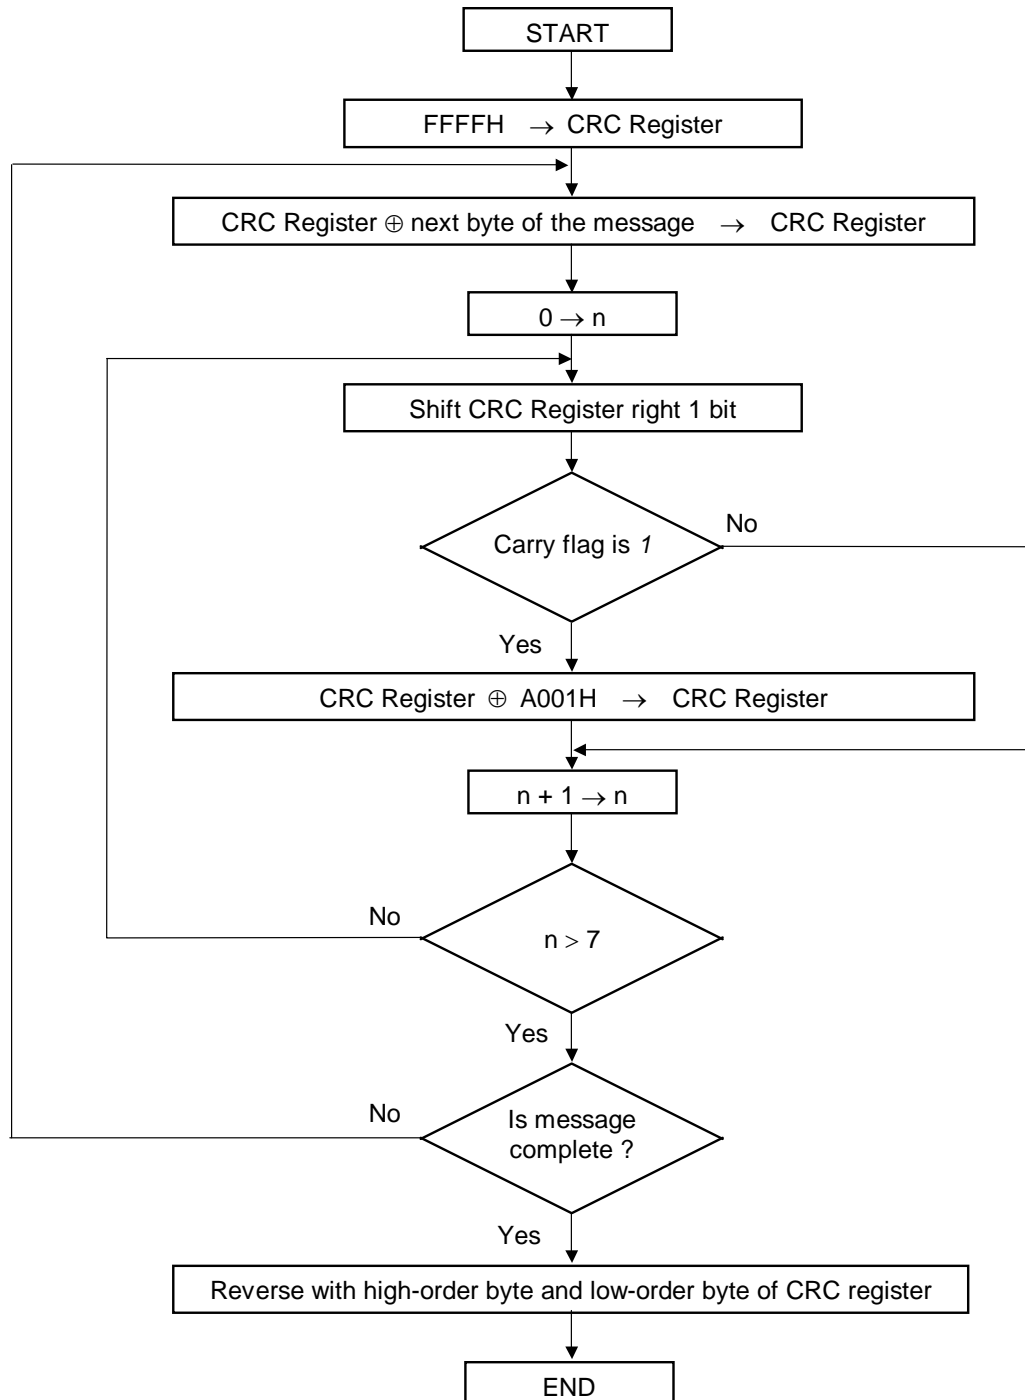 START
FFFFH → CRC Register
CRC Register ⊕ next byte of the message → CRC Register
0 → n
Shift CRC Register right 1 bit
Carry flag is 1
No
Yes
CRC Register ⊕ A001H → CRC Register
n + 1 → n
No
n > 7
Yes
No
Is message
complete ?
Yes
Reverse with high-order byte and low-order byte of CRC register
END